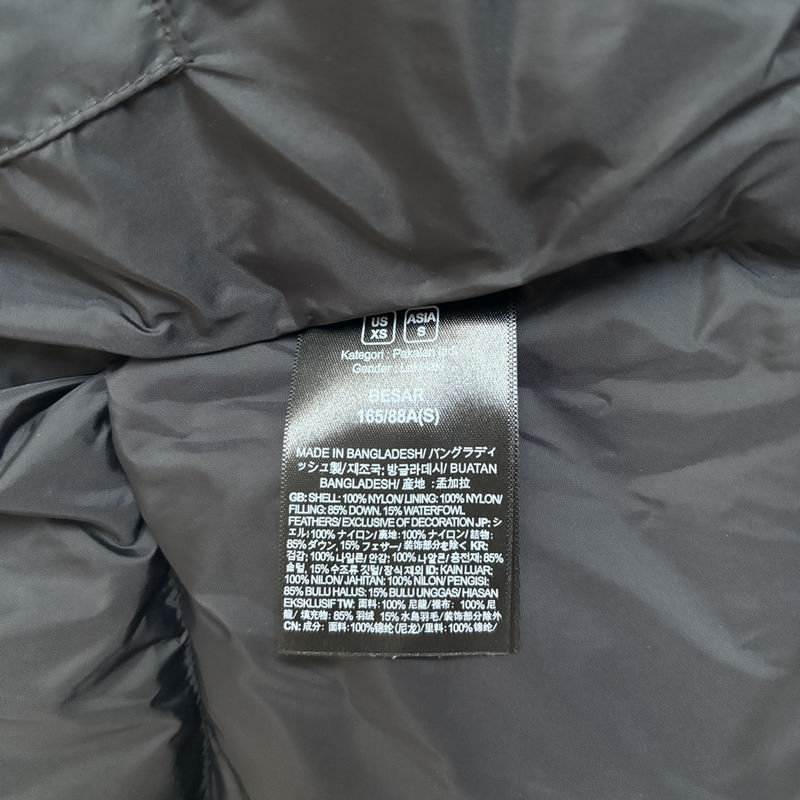 US ASIA
XS S
Kategori : Pakaian jadi
Gender :
BESAR
165/88A(S)
MADE IN BANGLADESH/ バングラディ
ッシュ製/제조국: 방글라데시/ BUATAN
BANGLADESH/ 産地 :孟加拉
GB: SHELL: 100% NYLON/ LINING: 100% NYLON/
FILLING: 85% DOWN, 15% WATERFOWL
FEATHERS/ EXCLUSIVE OF DECORATION JP: シ
ェル: 100% ナイロン/ 裏地: 100% ナイロン/ 詰物:
85% ダウン, 15% フェザー/ 装飾部分を除く KR:
겉감: 100% 나일론/ 안감: 100% 나일론/ 충전재: 85%
솜털, 15% 수조류 깃털/ 장식 제외 ID: KAIN LUAR:
100% NILON/ JAHITAN: 100% NILON/ PENGISI:
85% BULU HALUS; 15% BULU UNGGAS/ HIASAN
EKSKLUSIF TW: 面料: 100% 尼龍/ 裡布: 100% 尼
龍/ 填充物: 85% 羽絨 15% 水鳥羽毛/ 裝飾部分除外
CN: 成分: 面料: 100%锦纶(尼龙)/ 里料: 100%锦纶/